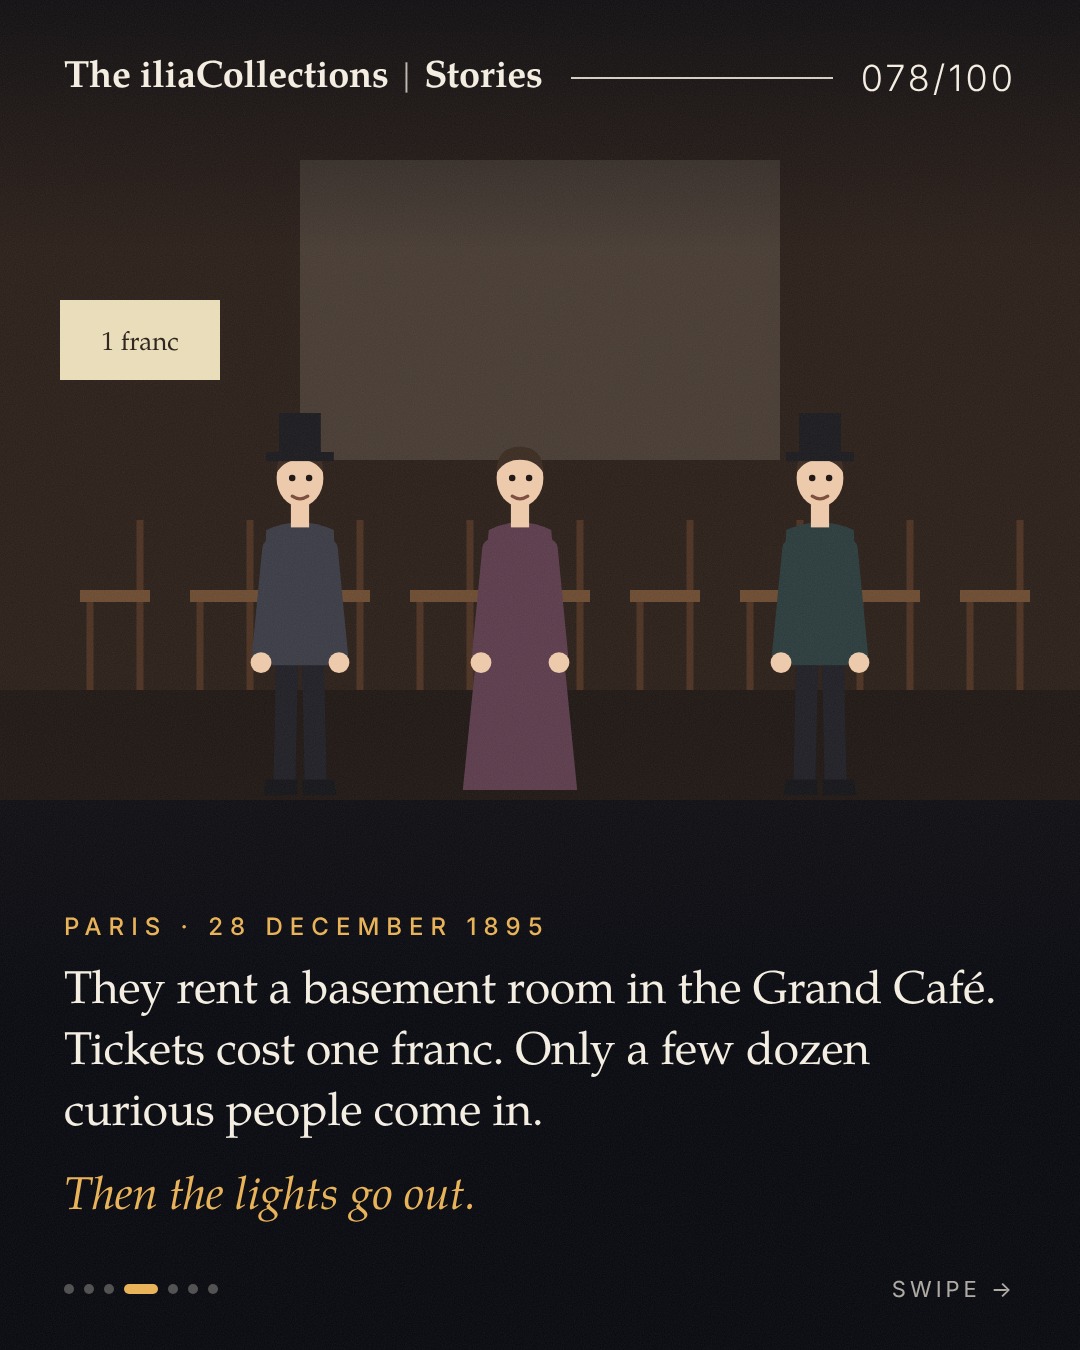 The iliaCollections | Stories 078/100
1 franc
PARIS · 28 DECEMBER 1895
They rent a basement room in the Grand Café.
Tickets cost one franc. Only a few dozen
curious people come in.
Then the lights go out.
SWIPE →